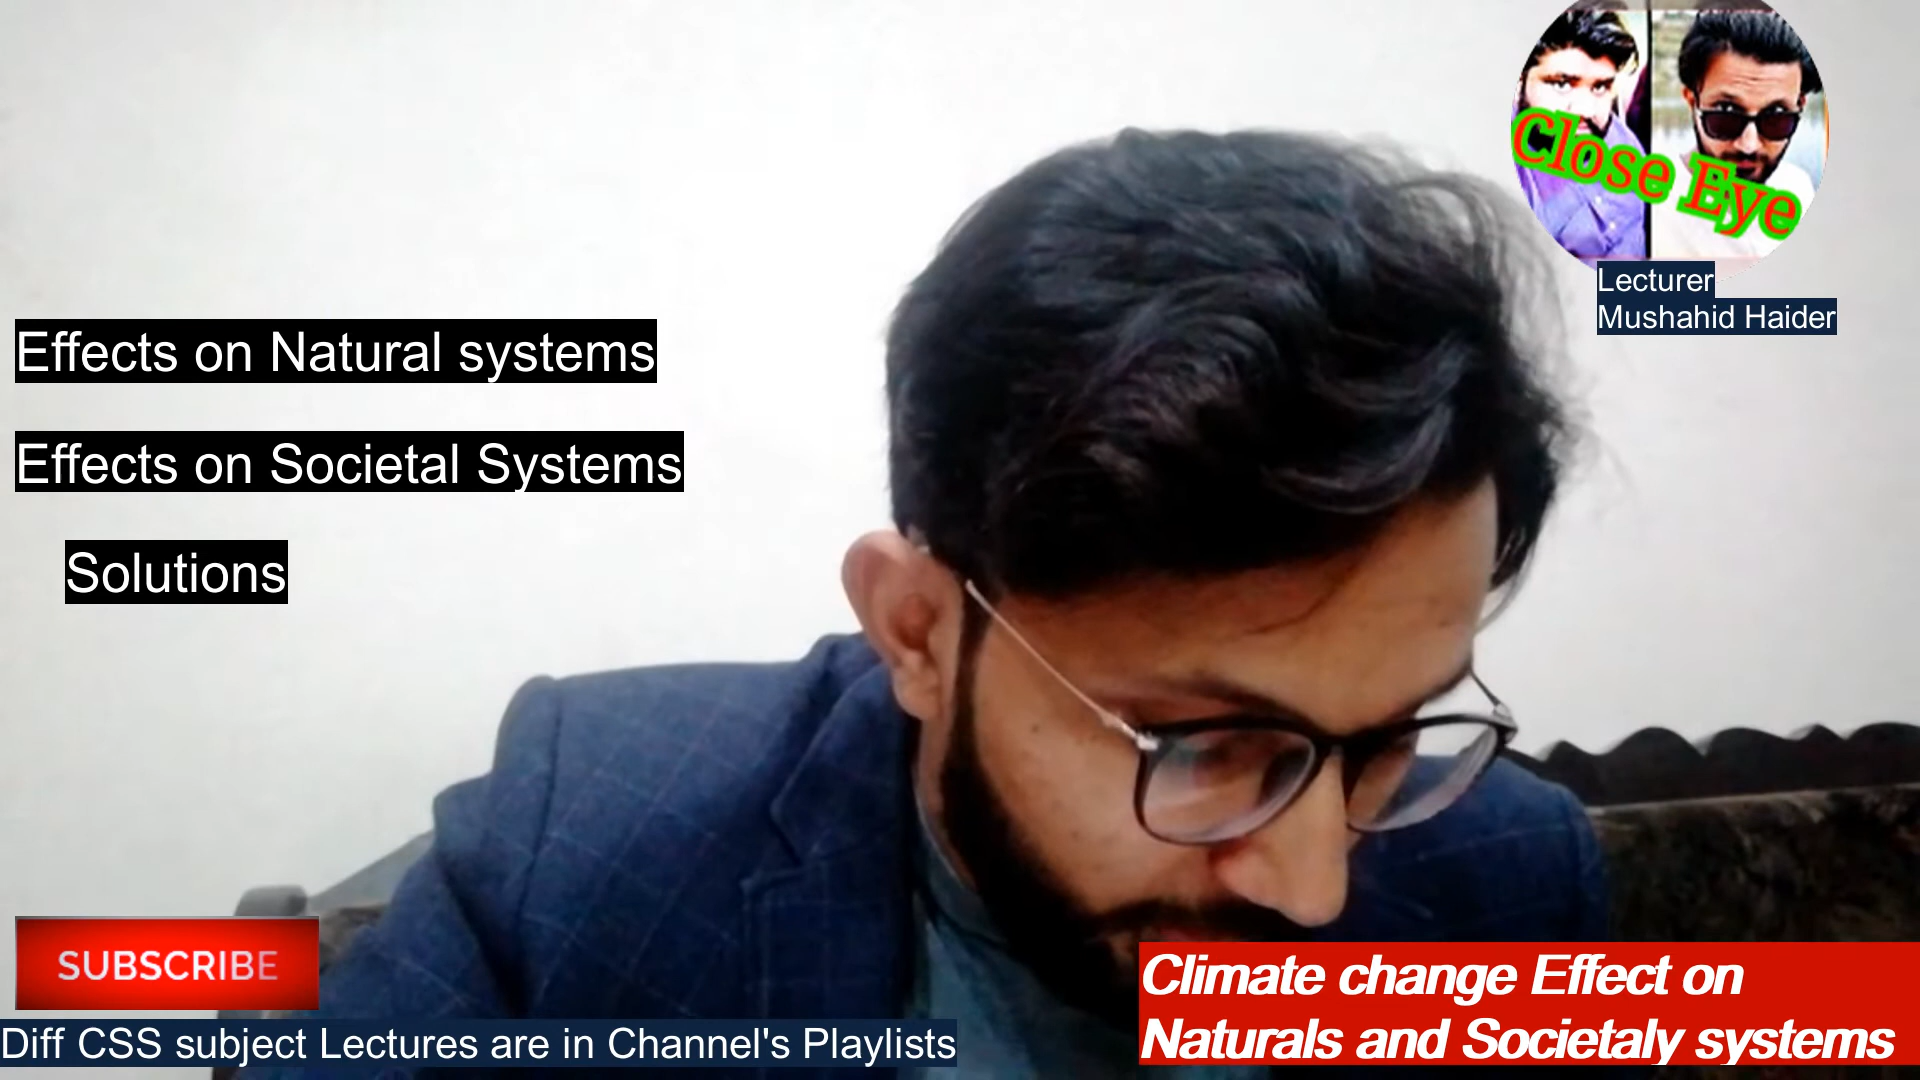 Close Eye
Lecturer
Mushahid Haider
Effects on Natural systems
Effects on Societal Systems
Solutions
SUBSCRIBE
Diff CSS subject Lectures are in Channel's Playlists
Climate change Effect on
Naturals and Societaly systems